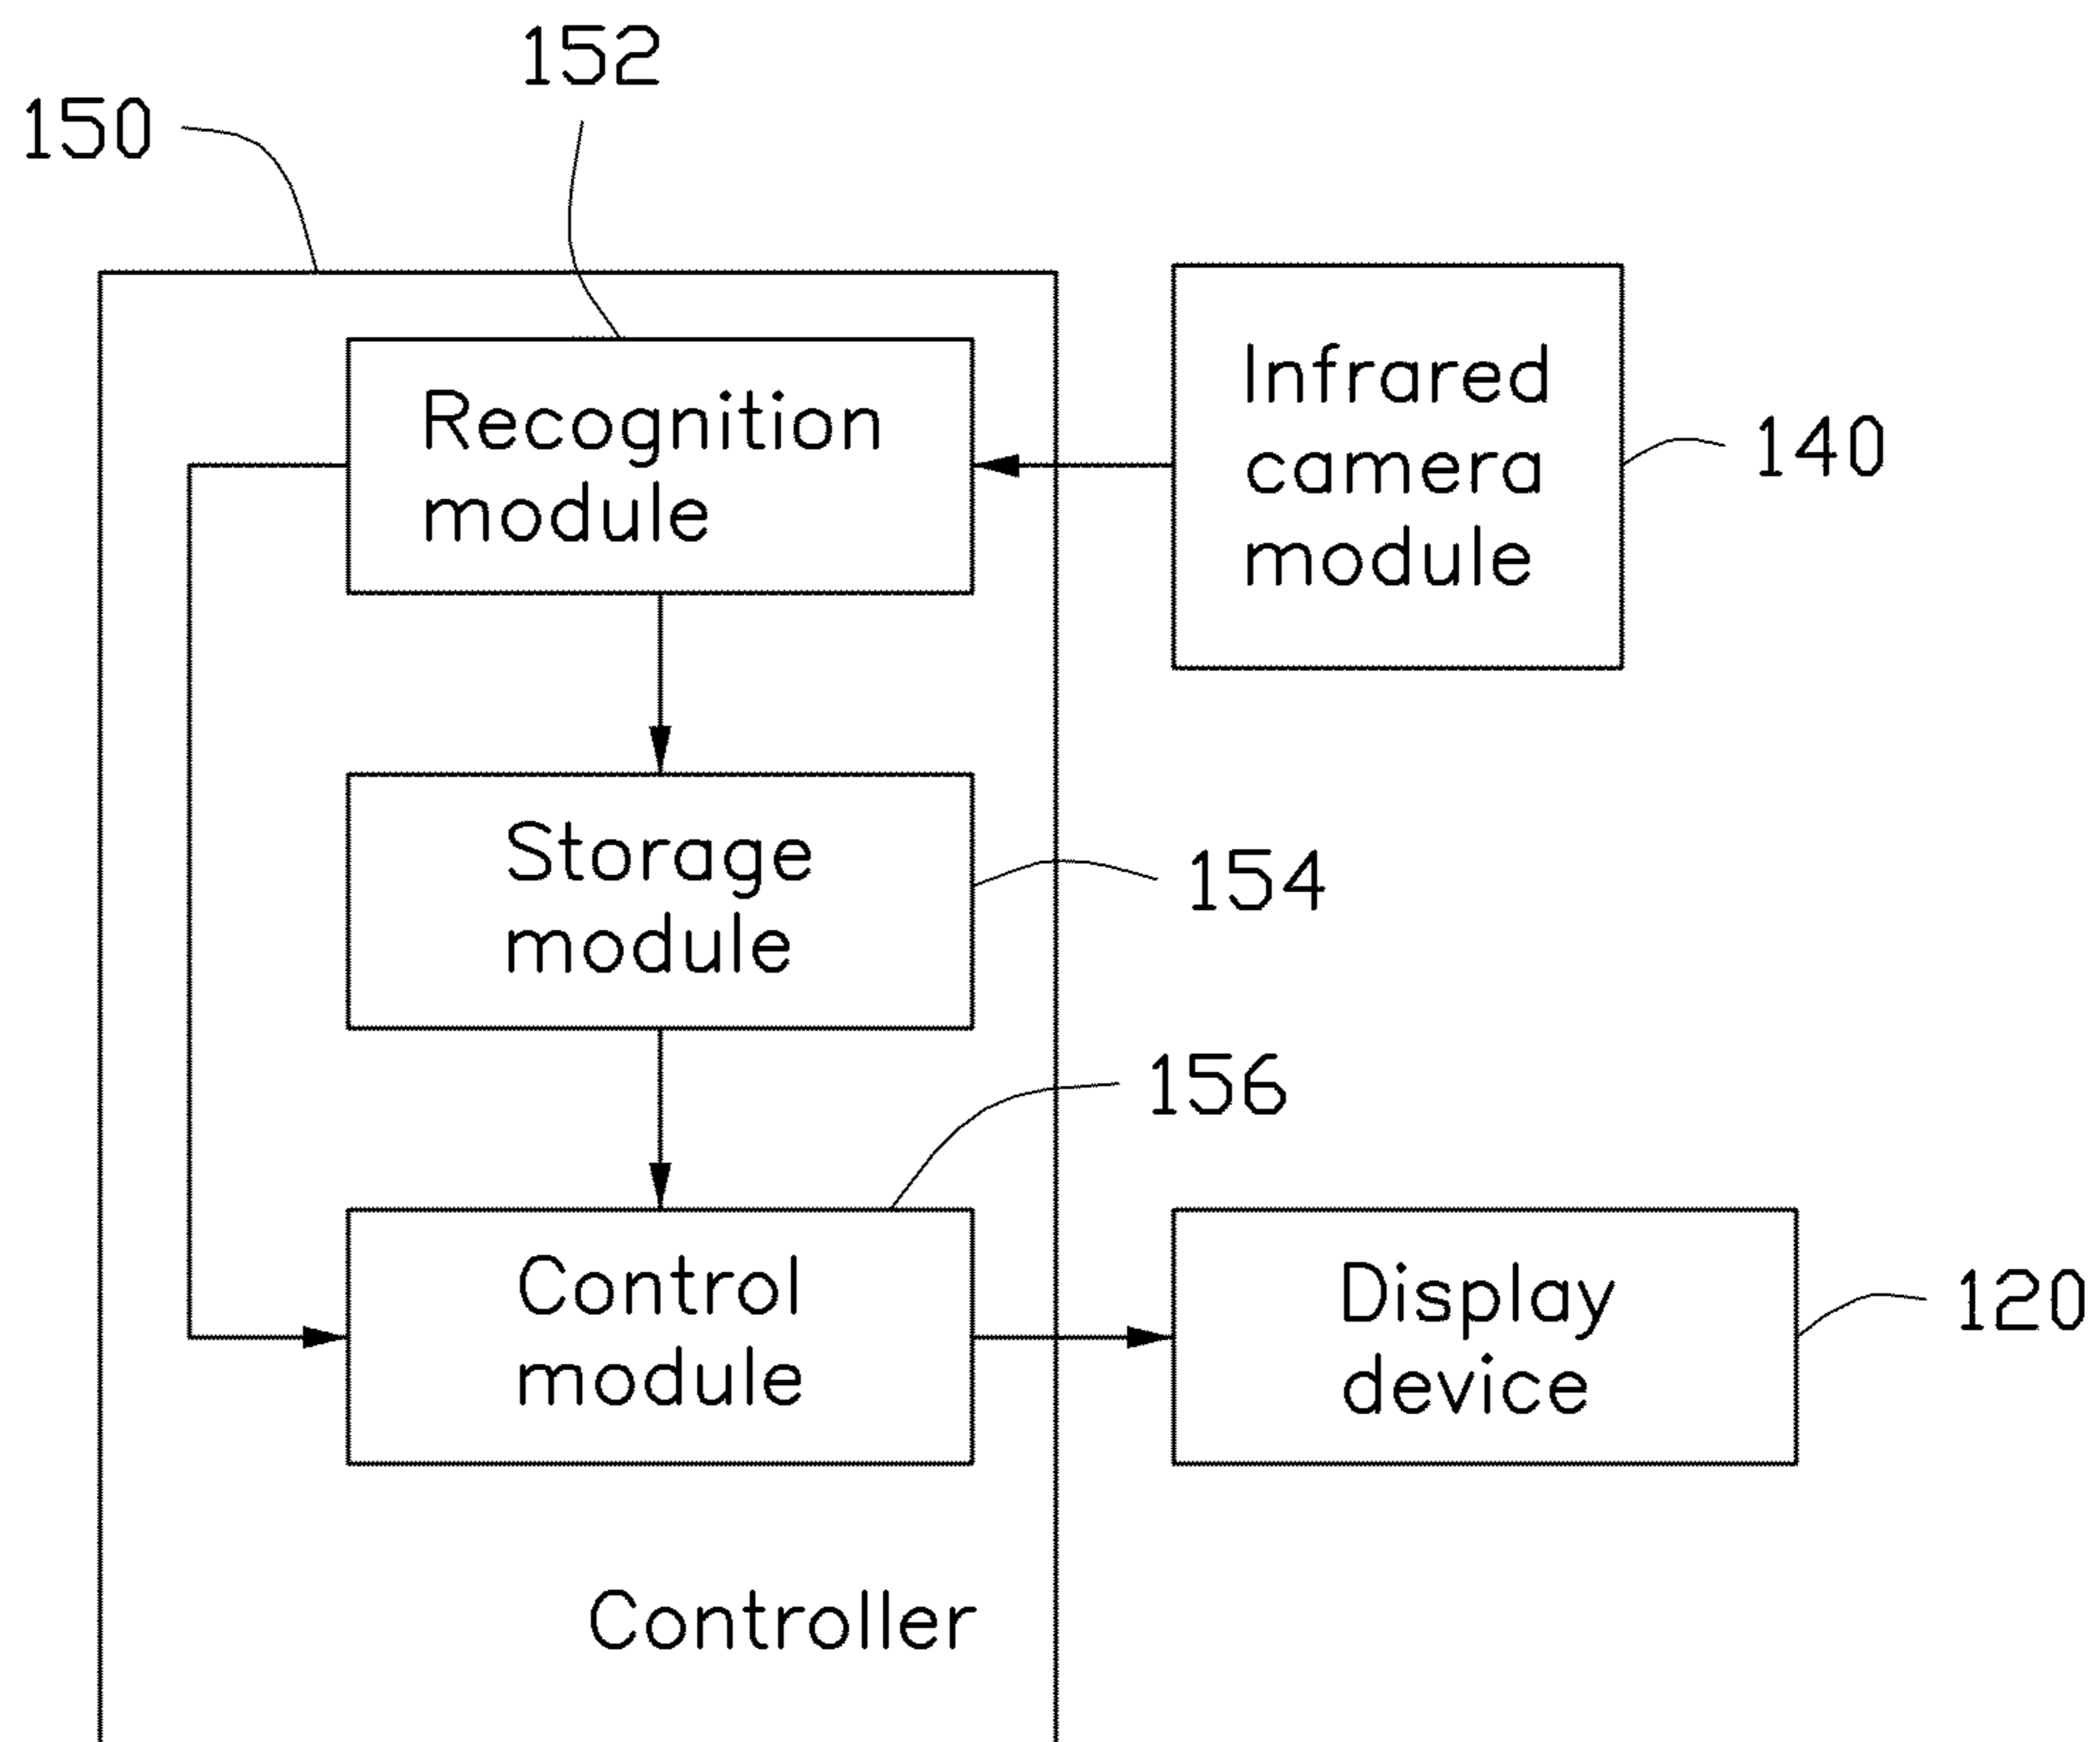 152
150
Recognition
module
Infrared
camera
module
140
Storage
module
154
156
Control
module
Display
device
120
Controller